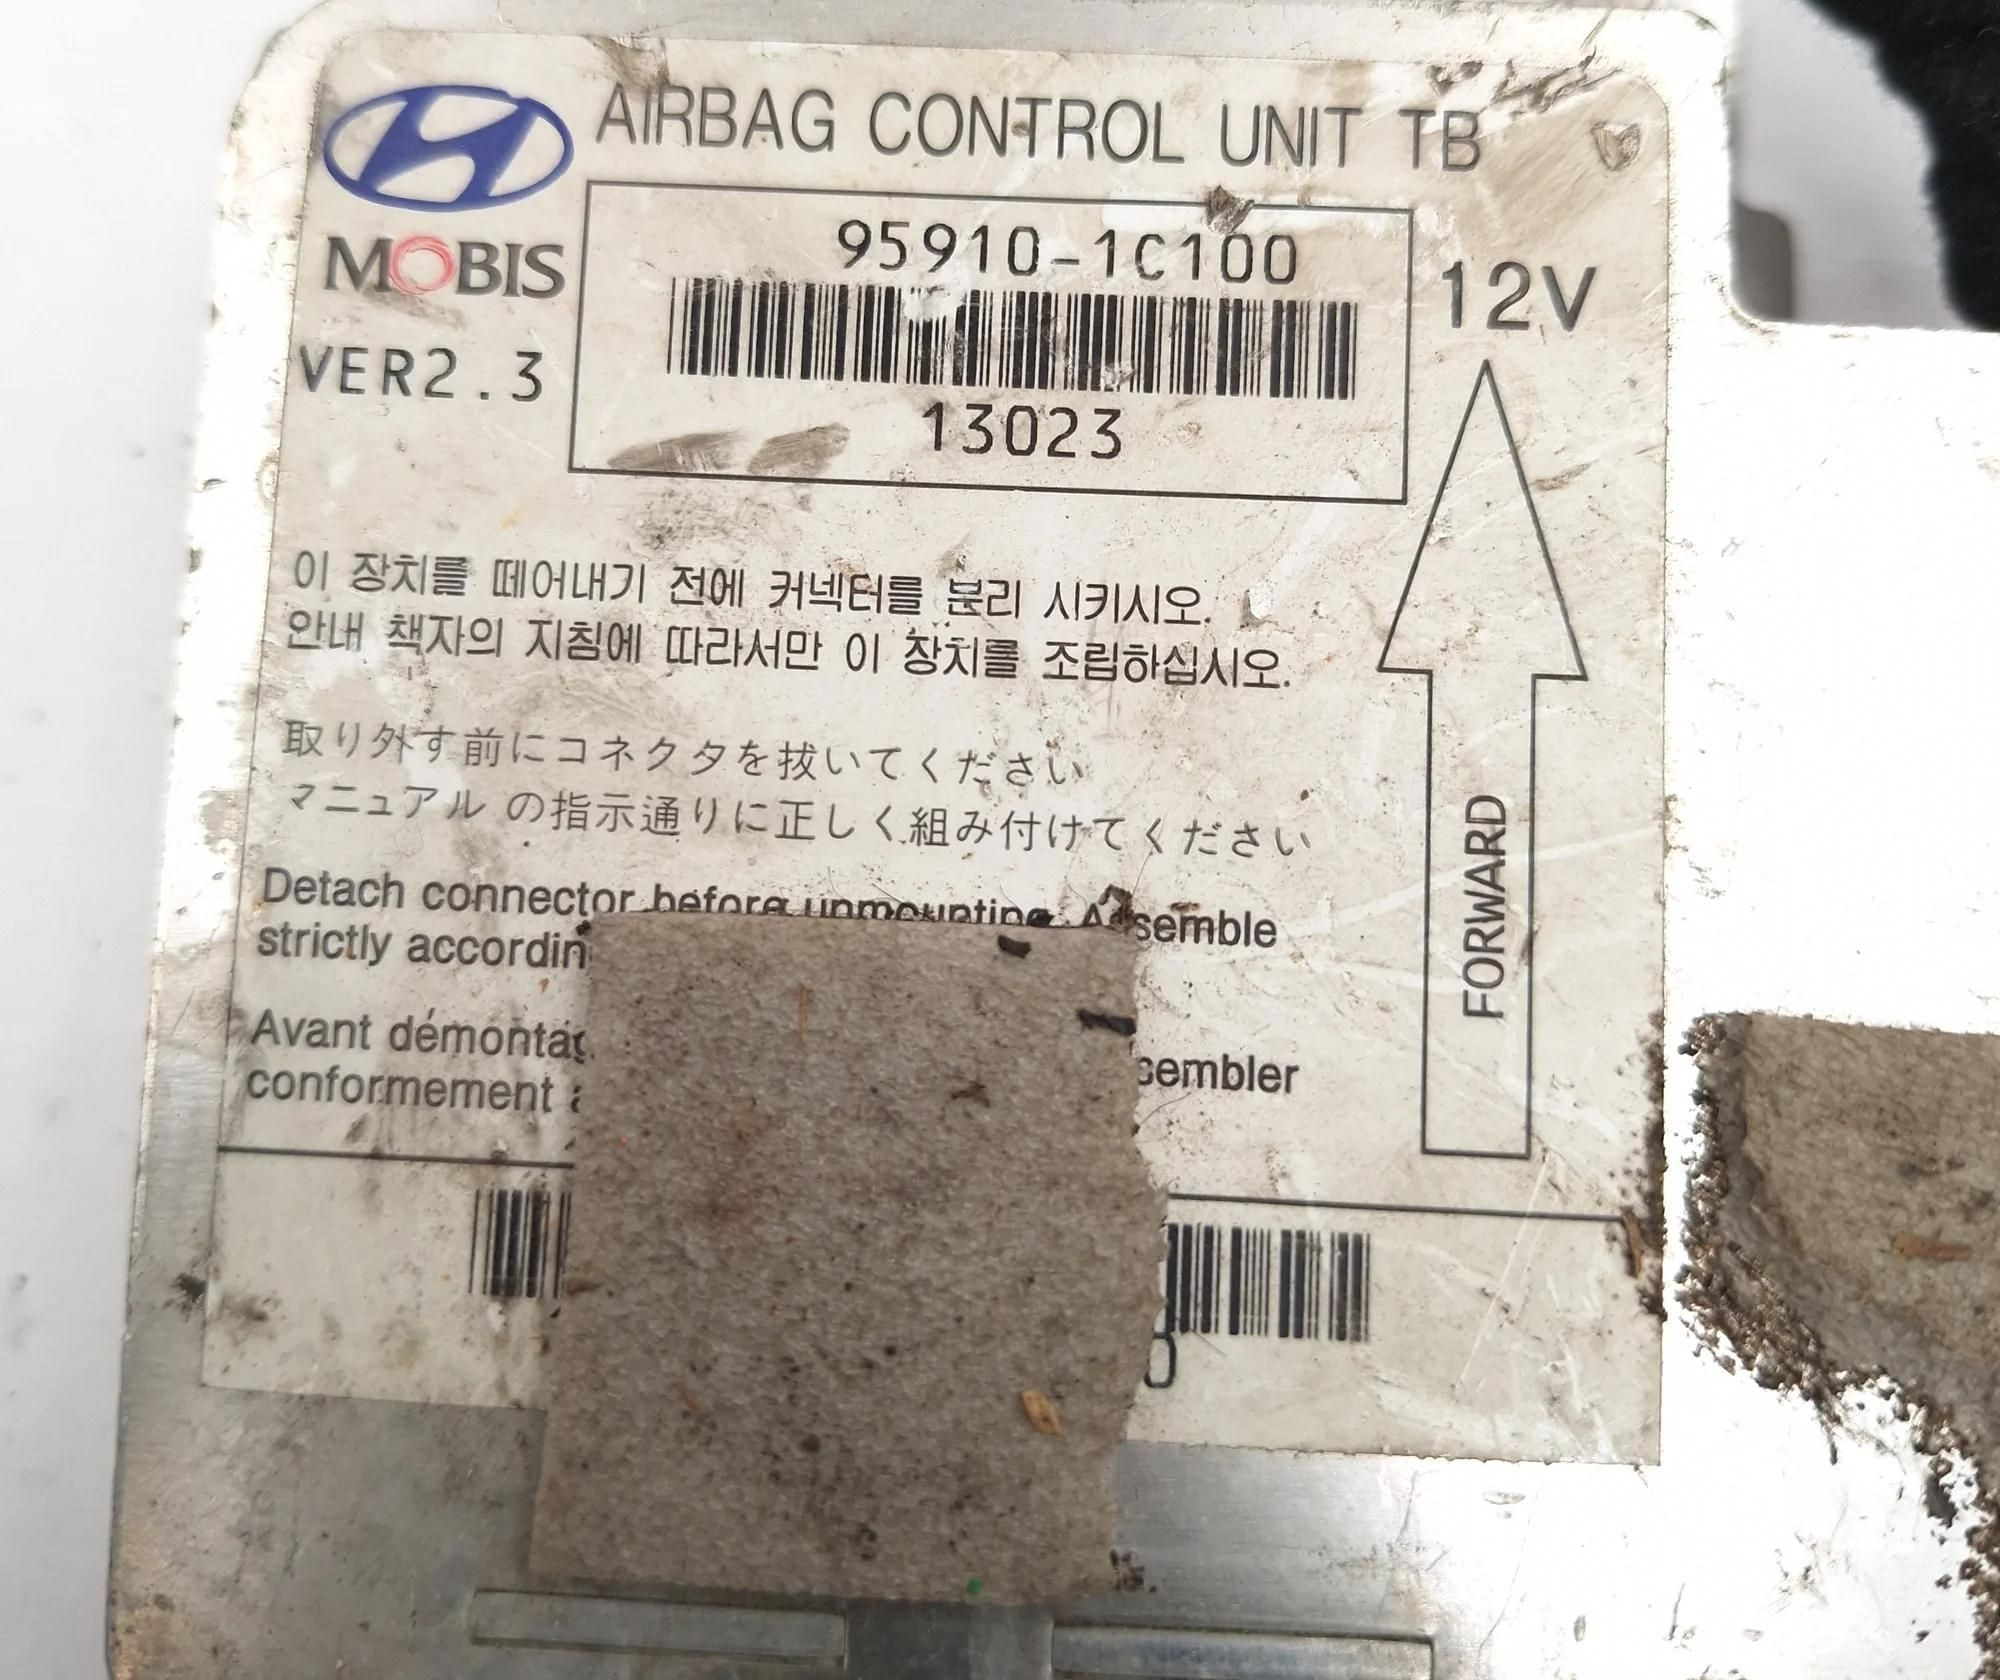 AIRBAG CONTROL UNIT TB
MOBIS
95910-1C100
12V
VER2.3
13023
이 장치를 떼어내기 전에 커넥터를 분리 시키시오.
안내 책자의 지침에 따라서만 이 장치를 조립하십시오.
取り外す前にコネクタを抜いてください
マニュアルの指示通りに正しく組み付けてください
FORWARD
Detach connector before unmounting. Assemble
strictly
Avant
conformement